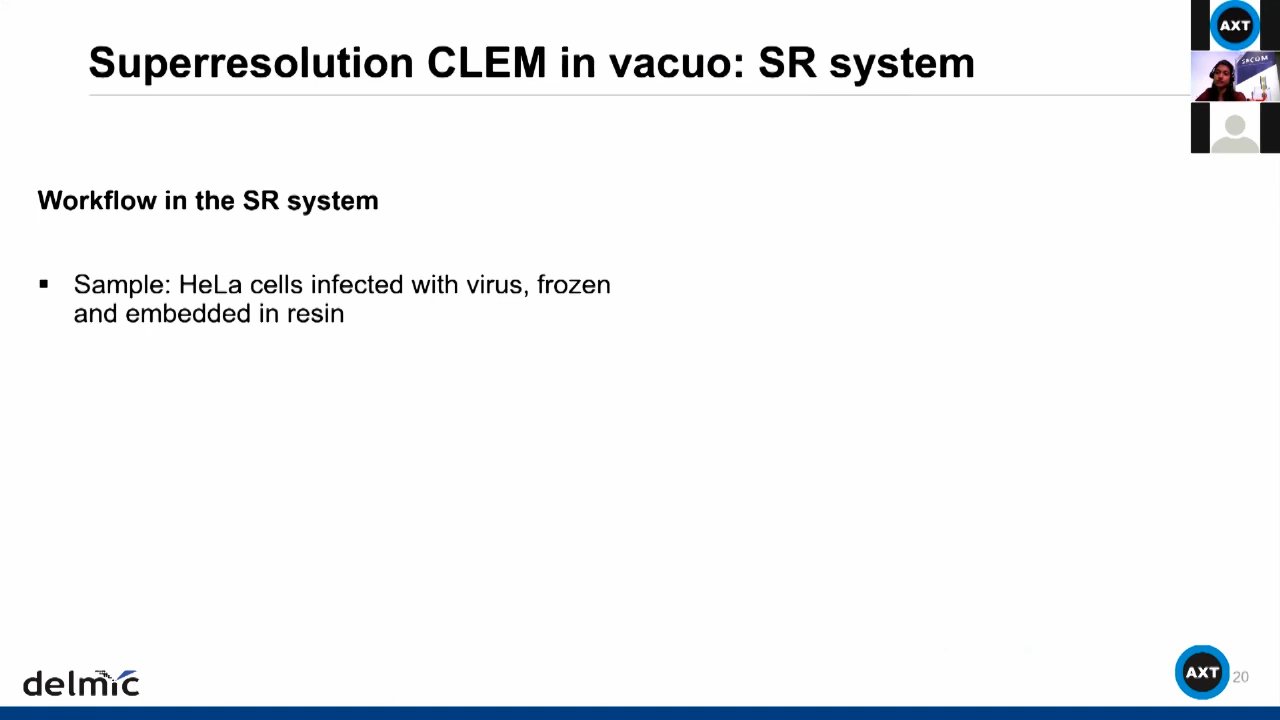 Superresolution CLEM in vacuo: SR system
AXT
SECOM
Workflow in the SR system
▪ Sample: HeLa cells infected with virus, frozen
and embedded in resin
delmic
AXT
20